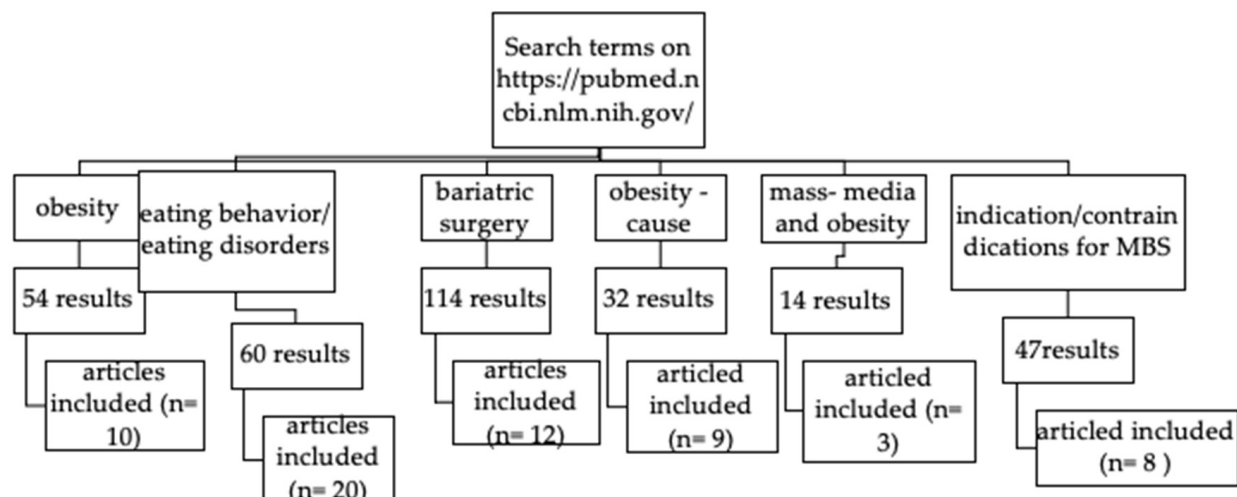 Search terms on
https://pubmed.n
cbi.nlm.nih.gov/
obesity
eating behavior/
eating disorders
bariatric
surgery
obesity -
cause
mass- media
and obesity
indication/contrain
dications for MBS
54 results
60 results
114 results
32 results
14 results
47results
articles
included (n=
10)
articles
included
(n= 20)
articles
included
(n= 12)
articled
included
(n= 9)
articled
included (n=
3)
articled included
(n= 8 )